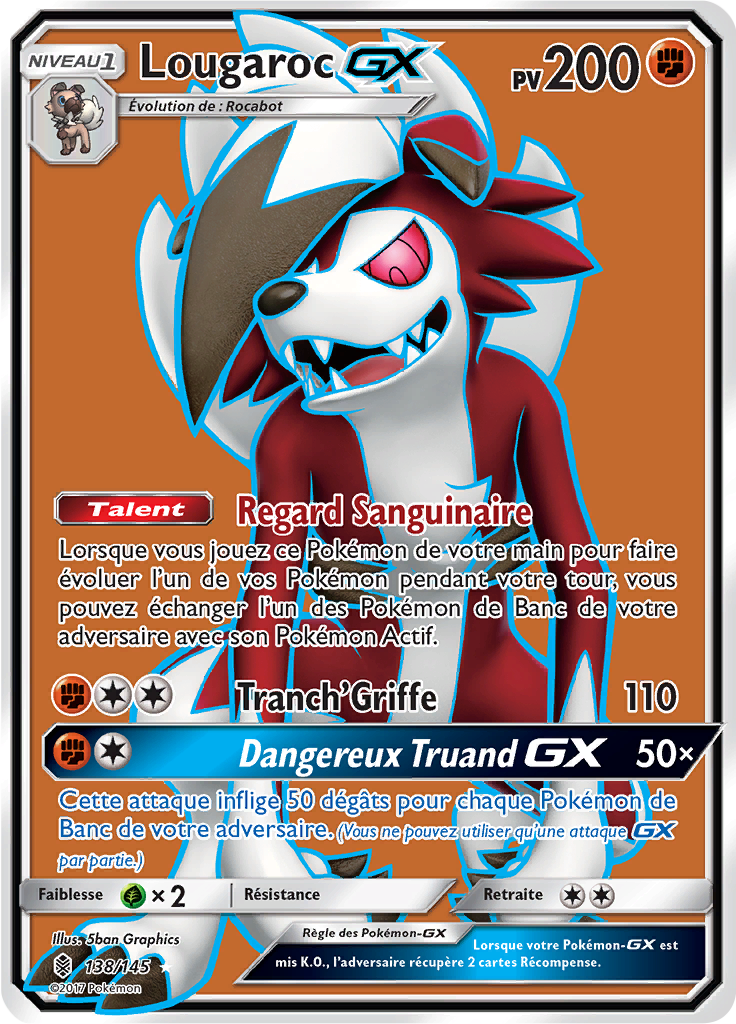 NIVEAU 1
Lougaroc GX
PV 200
Évolution de : Rocabot
Talent Regard Sanguinaire
Lorsque vous jouez ce Pokémon de votre main pour faire
évoluer l'un de vos Pokémon pendant votre tour, vous
pouvez échanger l'un des Pokémon de Banc de votre
adversaire avec son Pokémon Actif.
Tranch'Griffe 110
Dangereux Truand GX 50×
Cette attaque inflige 50 dégâts pour chaque Pokémon de
Banc de votre adversaire. (Vous ne pouvez utiliser qu'une attaque GX
par partie.)
Faiblesse × 2 Résistance Retraite
Illus. 5ban Graphics
138/145
©2017 Pokémon
Règle des Pokémon-GX
Lorsque votre Pokémon-GX est
mis K.O., l'adversaire récupère 2 cartes Récompense.